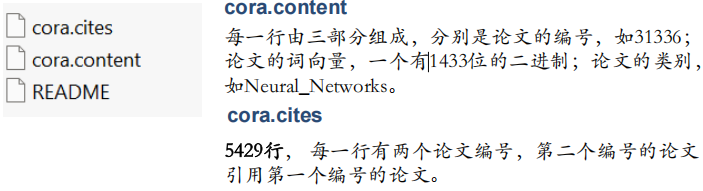 cora.cites
cora.content
README
cora.content
每一行由三部分组成，分别是论文的编号，如31336；
论文的词向量，一个有1433位的二进制；论文的类别，
如Neural_Networks。
cora.cites
5429行， 每一行有两个论文编号，第二个编号的论文
引用第一个编号的论文。